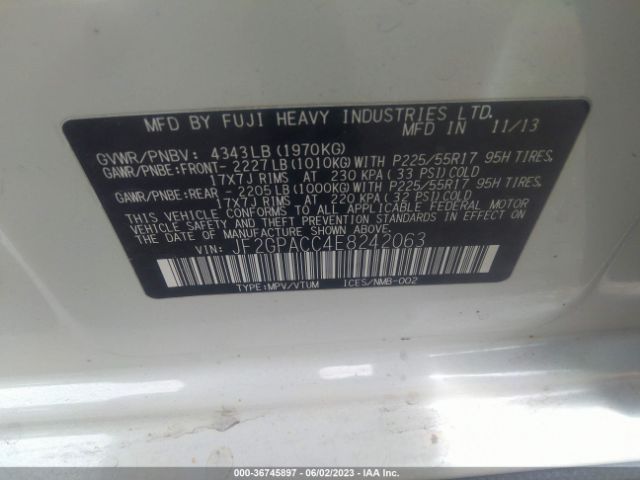 MFD BY FUJI HEAVY INDUSTRIES LTD.
MFD IN 11/13
GVWR/PNBV: 4343LB (1970KG)
GAWR/PNBE:FRONT- 2227LB (1010KG) WITH P225/55R17 95H TIRES,
17X7J RIMS AT 230 KPA ( 33 PSI) COLD
GAWR/PNBE:REAR - 2205LB (1000KG) WITH P225/55R17 95H TIRES,
17X7J RIMS AT 220 KPA ( 32 PSI) COLD
THIS VEHICLE CONFORMS TO ALL APPLICABLE FEDERAL MOTOR
VEHICLE SAFETY STANDARDS IN EFFECT ON THE DATE OF
MANUFACTURE SHOWN ABOVE.
VIN: JF2GPACC4E8242063
TYPE:MPV/VTUM ICES/NMB-002
000-36745897 - 06/02/2023 - IAA Inc.